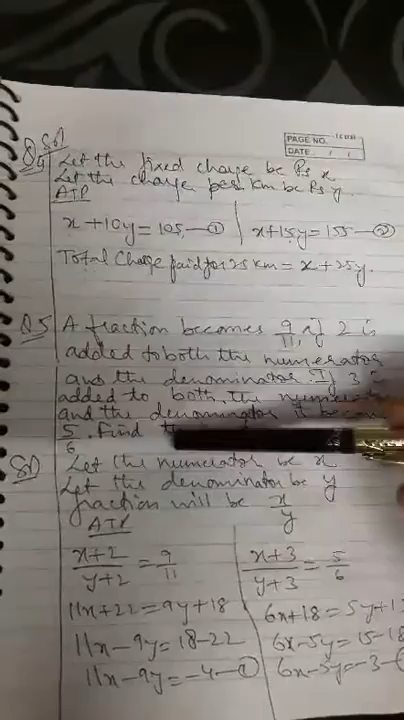 PAGE NO.
DATE: / /
Q4 Sol
Let the fixed charge be Rs x
Let the charge per km be Rs y.
ATP
x + 10y = 105 — ① | x + 15y = 155 — ②
Total Charge paid for 25 km = x + 25y.
Q5 A fraction becomes 9/11, if 2 is
added to both the numerator
and the denominator. If 3
added to both the
and the denominator it
5/6. Find
Sol Let the numerator be x
Let the denominator be y
fraction will be x/y
ATP
x+2/y+2 = 9/11 | x+3/y+3 = 5/6
11x+22 = 9y+18 | 6x+18 = 5y+1
11x-9y = 18-22 | 6x-5y = 15-18
11x-9y = -4 — ① | 6x-5y = -3 —